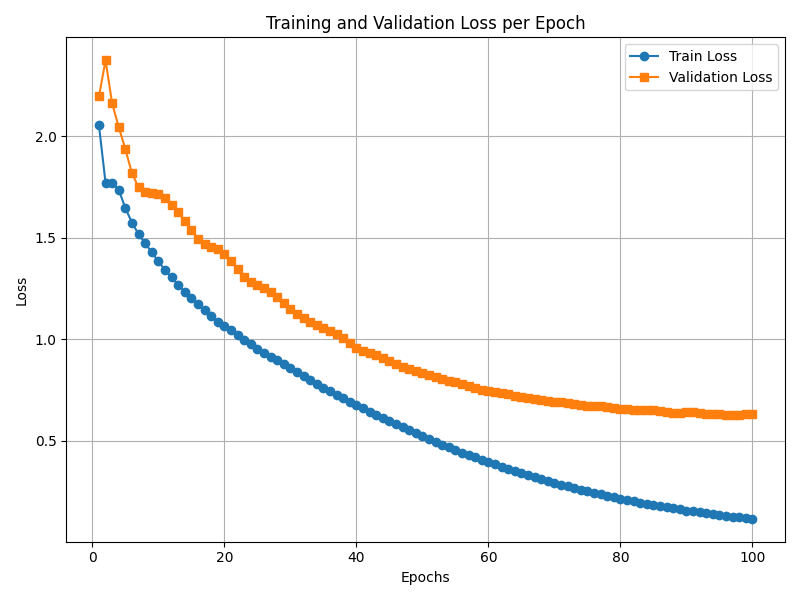 Training and Validation Loss per Epoch
Train Loss
Validation Loss
2.0
1.5
1.0
0.5
Loss
0 20 40 60 80 100
Epochs